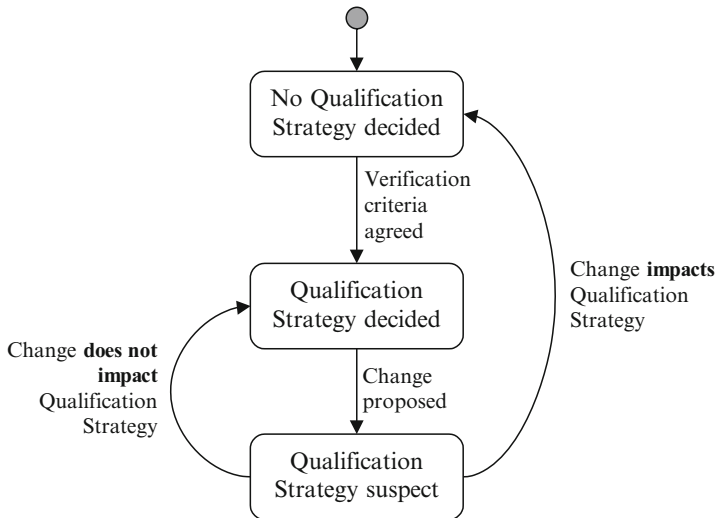 No Qualification
Strategy decided
Verification
criteria
agreed
Change impacts
Qualification
Strategy
Qualification
Strategy decided
Change does not
impact
Qualification
Strategy
Change
proposed
Qualification
Strategy suspect